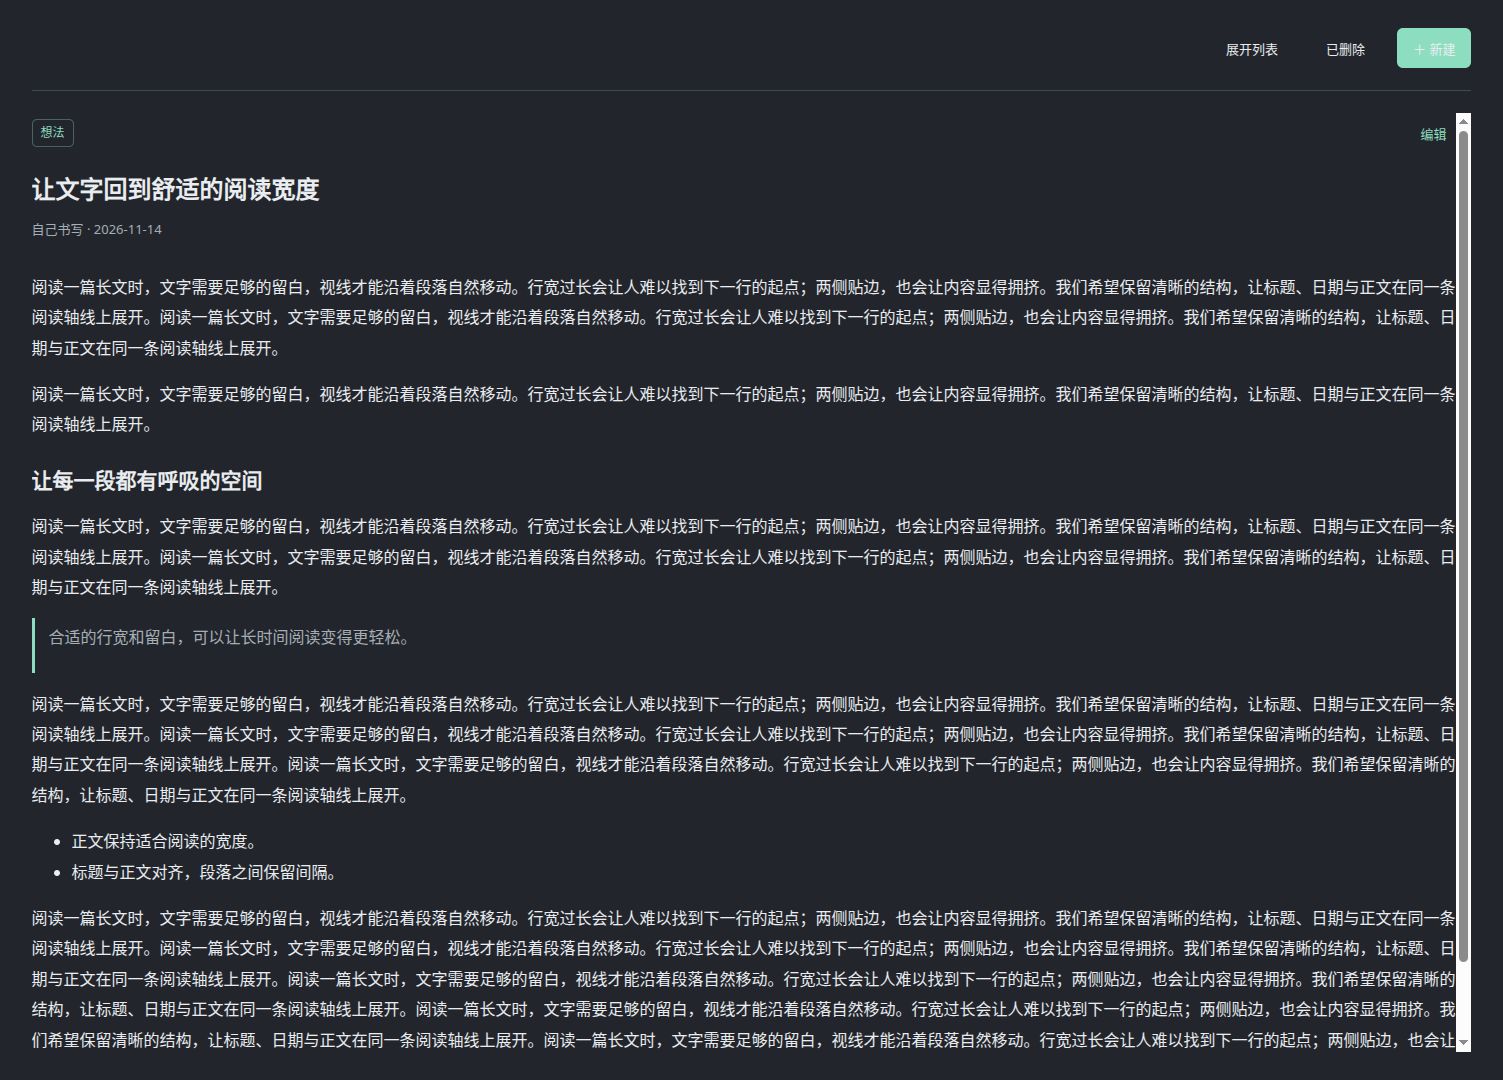 展开列表 已删除 ＋ 新建
想法 编辑
让文字回到舒适的阅读宽度
自己书写 · 2026-11-14
阅读一篇长文时，文字需要足够的留白，视线才能沿着段落自然移动。行宽过长会让人难以找到下一行的起点；两侧贴边，也会让内容显得拥挤。我们希望保留清晰的结构，让标题、日期与正文在同一条
阅读轴线上展开。阅读一篇长文时，文字需要足够的留白，视线才能沿着段落自然移动。行宽过长会让人难以找到下一行的起点；两侧贴边，也会让内容显得拥挤。我们希望保留清晰的结构，让标题、日
期与正文在同一条阅读轴线上展开。
阅读一篇长文时，文字需要足够的留白，视线才能沿着段落自然移动。行宽过长会让人难以找到下一行的起点；两侧贴边，也会让内容显得拥挤。我们希望保留清晰的结构，让标题、日期与正文在同一条
阅读轴线上展开。
让每一段都有呼吸的空间
阅读一篇长文时，文字需要足够的留白，视线才能沿着段落自然移动。行宽过长会让人难以找到下一行的起点；两侧贴边，也会让内容显得拥挤。我们希望保留清晰的结构，让标题、日期与正文在同一条
阅读轴线上展开。阅读一篇长文时，文字需要足够的留白，视线才能沿着段落自然移动。行宽过长会让人难以找到下一行的起点；两侧贴边，也会让内容显得拥挤。我们希望保留清晰的结构，让标题、日
期与正文在同一条阅读轴线上展开。
合适的行宽和留白，可以让长时间阅读变得更轻松。
阅读一篇长文时，文字需要足够的留白，视线才能沿着段落自然移动。行宽过长会让人难以找到下一行的起点；两侧贴边，也会让内容显得拥挤。我们希望保留清晰的结构，让标题、日期与正文在同一条
阅读轴线上展开。阅读一篇长文时，文字需要足够的留白，视线才能沿着段落自然移动。行宽过长会让人难以找到下一行的起点；两侧贴边，也会让内容显得拥挤。我们希望保留清晰的结构，让标题、日
期与正文在同一条阅读轴线上展开。阅读一篇长文时，文字需要足够的留白，视线才能沿着段落自然移动。行宽过长会让人难以找到下一行的起点；两侧贴边，也会让内容显得拥挤。我们希望保留清晰的
结构，让标题、日期与正文在同一条阅读轴线上展开。
• 正文保持适合阅读的宽度。
• 标题与正文对齐，段落之间保留间隔。
阅读一篇长文时，文字需要足够的留白，视线才能沿着段落自然移动。行宽过长会让人难以找到下一行的起点；两侧贴边，也会让内容显得拥挤。我们希望保留清晰的结构，让标题、日期与正文在同一条
阅读轴线上展开。阅读一篇长文时，文字需要足够的留白，视线才能沿着段落自然移动。行宽过长会让人难以找到下一行的起点；两侧贴边，也会让内容显得拥挤。我们希望保留清晰的结构，让标题、日
期与正文在同一条阅读轴线上展开。阅读一篇长文时，文字需要足够的留白，视线才能沿着段落自然移动。行宽过长会让人难以找到下一行的起点；两侧贴边，也会让内容显得拥挤。我们希望保留清晰的
结构，让标题、日期与正文在同一条阅读轴线上展开。阅读一篇长文时，文字需要足够的留白，视线才能沿着段落自然移动。行宽过长会让人难以找到下一行的起点；两侧贴边，也会让内容显得拥挤。我
们希望保留清晰的结构，让标题、日期与正文在同一条阅读轴线上展开。阅读一篇长文时，文字需要足够的留白，视线才能沿着段落自然移动。行宽过长会让人难以找到下一行的起点；两侧贴边，也会让